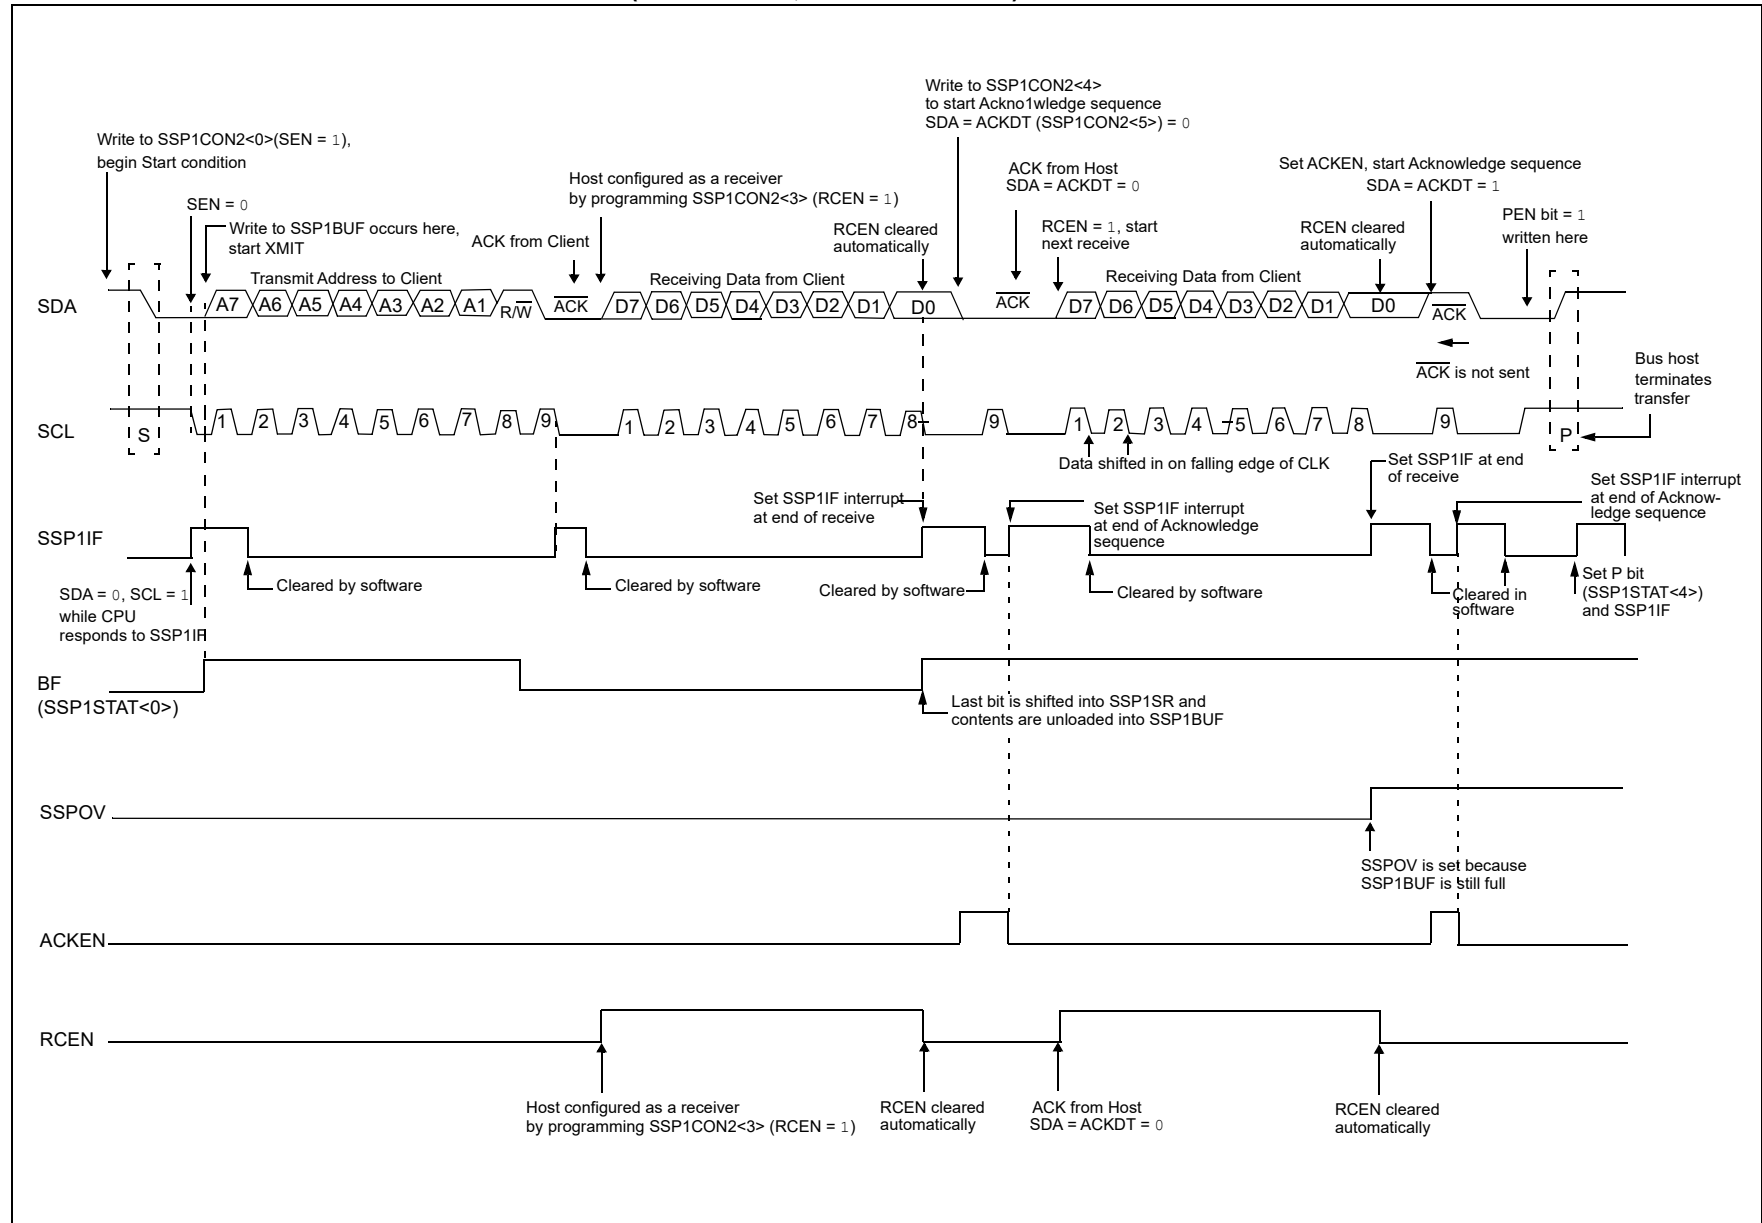 Write to SSP1CON2<4>
to start Ackno1wledge sequence
SDA = ACKDT (SSP1CON2<5>) = 0
Write to SSP1CON2<0>(SEN = 1),
begin Start condition
ACK from Host
SDA = ACKDT = 0
Set ACKEN, start Acknowledge sequence
SDA = ACKDT = 1
Host configured as a receiver
by programming SSP1CON2<3> (RCEN = 1)
SEN = 0
Write to SSP1BUF occurs here,
start XMIT
ACK from Client
RCEN cleared
automatically
RCEN = 1, start
next receive
RCEN cleared
automatically
PEN bit = 1
written here
Transmit Address to Client
Receiving Data from Client
Receiving Data from Client
SDA
A7 A6 A5 A4 A3 A2 A1 R/W ACK D7 D6 D5 D4 D3 D2 D1 D0 ACK D7 D6 D5 D4 D3 D2 D1 D0 ACK
ACK is not sent
Bus host
terminates
transfer
SCL
S 1 2 3 4 5 6 7 8 9 1 2 3 4 5 6 7 8 9 1 2 3 4 5 6 7 8 9 P
Data shifted in on falling edge of CLK
Set SSP1IF at end
of receive
Set SSP1IF interrupt
at end of receive
Set SSP1IF interrupt
at end of Acknowledge
sequence
Set SSP1IF interrupt
at end of Acknow-
ledge sequence
SSP1IF
SDA = 0, SCL = 1
while CPU
responds to SSP1IF
Cleared by software
Cleared by software
Cleared by software
Cleared by software
Cleared in
software
Set P bit
(SSP1STAT<4>)
and SSP1IF
BF
(SSP1STAT<0>)
Last bit is shifted into SSP1SR and
contents are unloaded into SSP1BUF
SSPOV
SSPOV is set because
SSP1BUF is still full
ACKEN
RCEN
Host configured as a receiver
by programming SSP1CON2<3> (RCEN = 1)
RCEN cleared
automatically
ACK from Host
SDA = ACKDT = 0
RCEN cleared
automatically